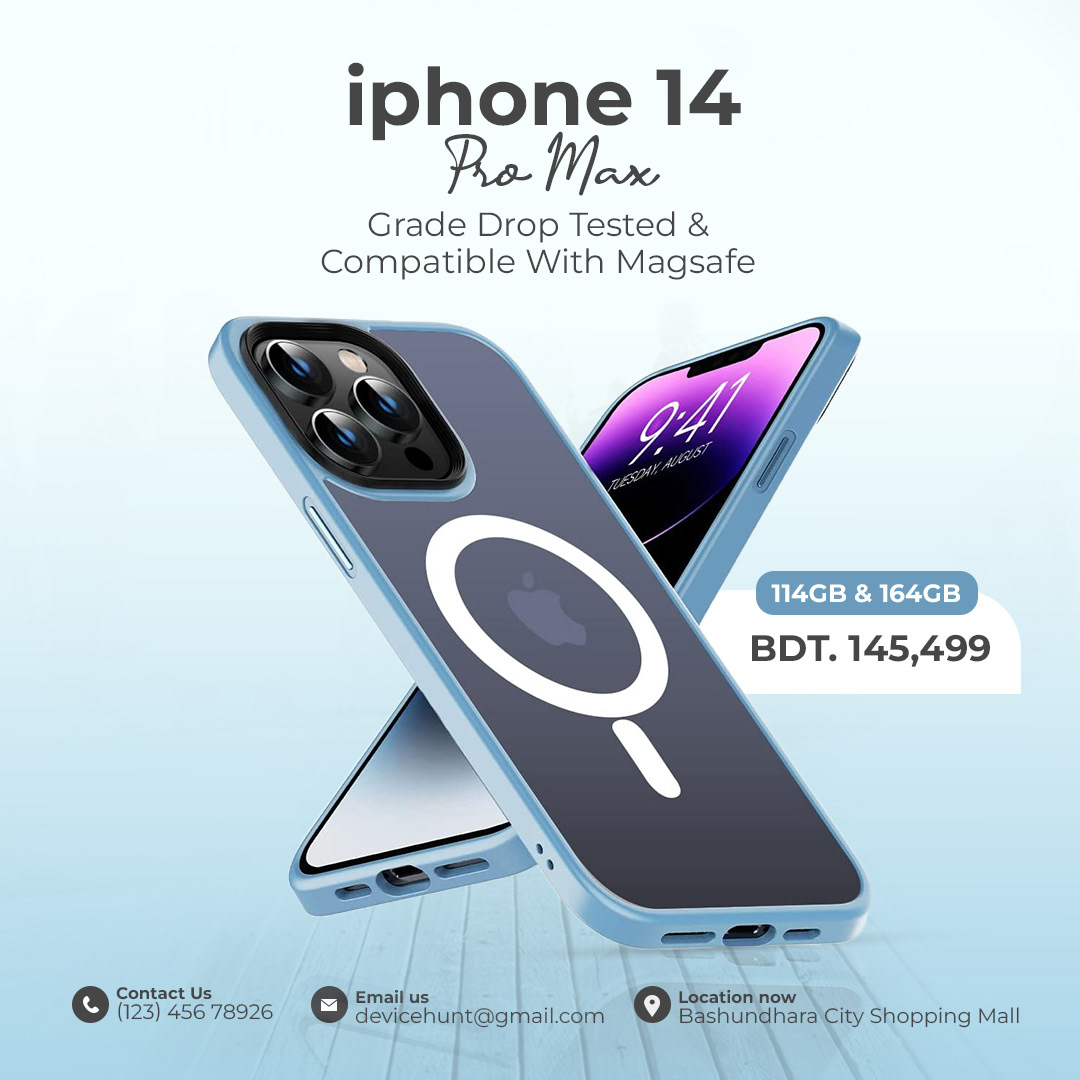 iphone 14
Pro Max
Grade Drop Tested &
Compatible With Magsafe
9:41
TUESDAY, AUGUST
114GB & 164GB
BDT. 145,499
Contact Us
(123) 456 78926
Email us
devicehunt@gmail.com
Location now
Bashundhara City Shopping Mall